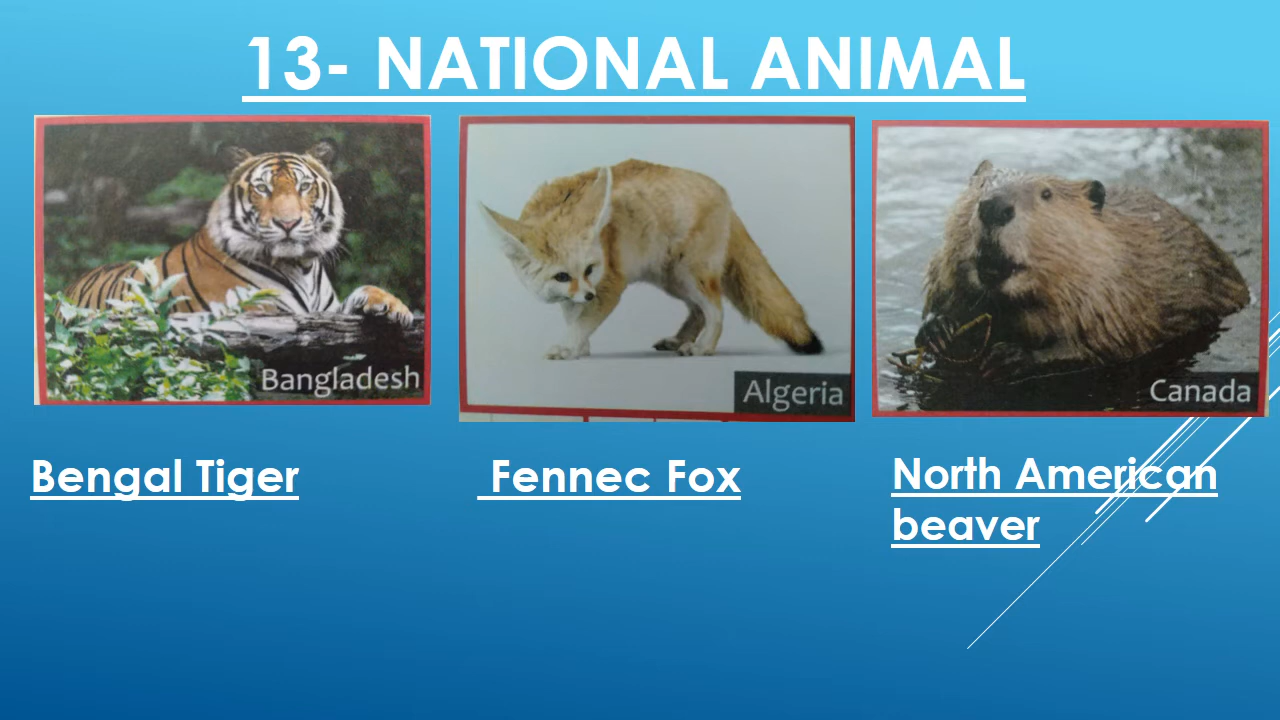 13- NATIONAL ANIMAL
Bangladesh
Algeria
Canada
Bengal Tiger
Fennec Fox
North American
beaver